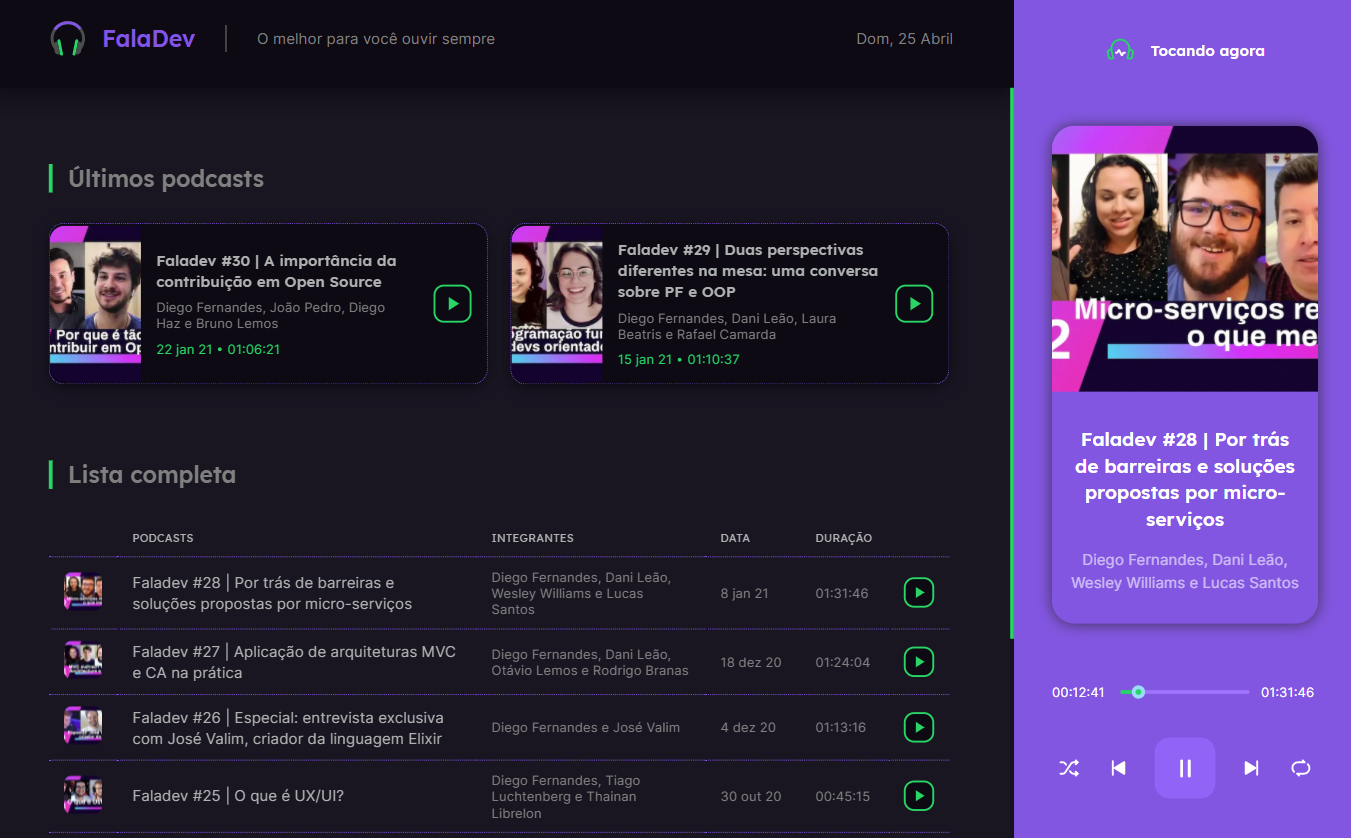 FalaDev
O melhor para você ouvir sempre
Dom, 25 Abril
Últimos podcasts
Por que é tão
ntribuir em Op
Faladev #30 | A importância da
contribuição em Open Source
Diego Fernandes, João Pedro, Diego
Haz e Bruno Lemos
22 jan 21 • 01:06:21
ogramação fun
devs orientado
Faladev #29 | Duas perspectivas
diferentes na mesa: uma conversa
sobre PF e OOP
Diego Fernandes, Dani Leão, Laura
Beatris e Rafael Camarda
15 jan 21 • 01:10:37
Lista completa
PODCASTS
INTEGRANTES
DATA
DURAÇÃO
Faladev #28 | Por trás de barreiras e
soluções propostas por micro-serviços
Diego Fernandes, Dani Leão,
Wesley Williams e Lucas
Santos
8 jan 21
01:31:46
Faladev #27 | Aplicação de arquiteturas MVC
e CA na prática
Diego Fernandes, Dani Leão,
Otávio Lemos e Rodrigo Branas
18 dez 20
01:24:04
Faladev #26 | Especial: entrevista exclusiva
com José Valim, criador da linguagem Elixir
Diego Fernandes e José Valim
4 dez 20
01:13:16
Faladev #25 | O que é UX/UI?
Diego Fernandes, Tiago
Luchtenberg e Thainan
Librelon
30 out 20
00:45:15
Tocando agora
Micro-serviços re
2 o que me
Faladev #28 | Por trás
de barreiras e soluções
propostas por micro-
serviços
Diego Fernandes, Dani Leão,
Wesley Williams e Lucas Santos
00:12:41
01:31:46